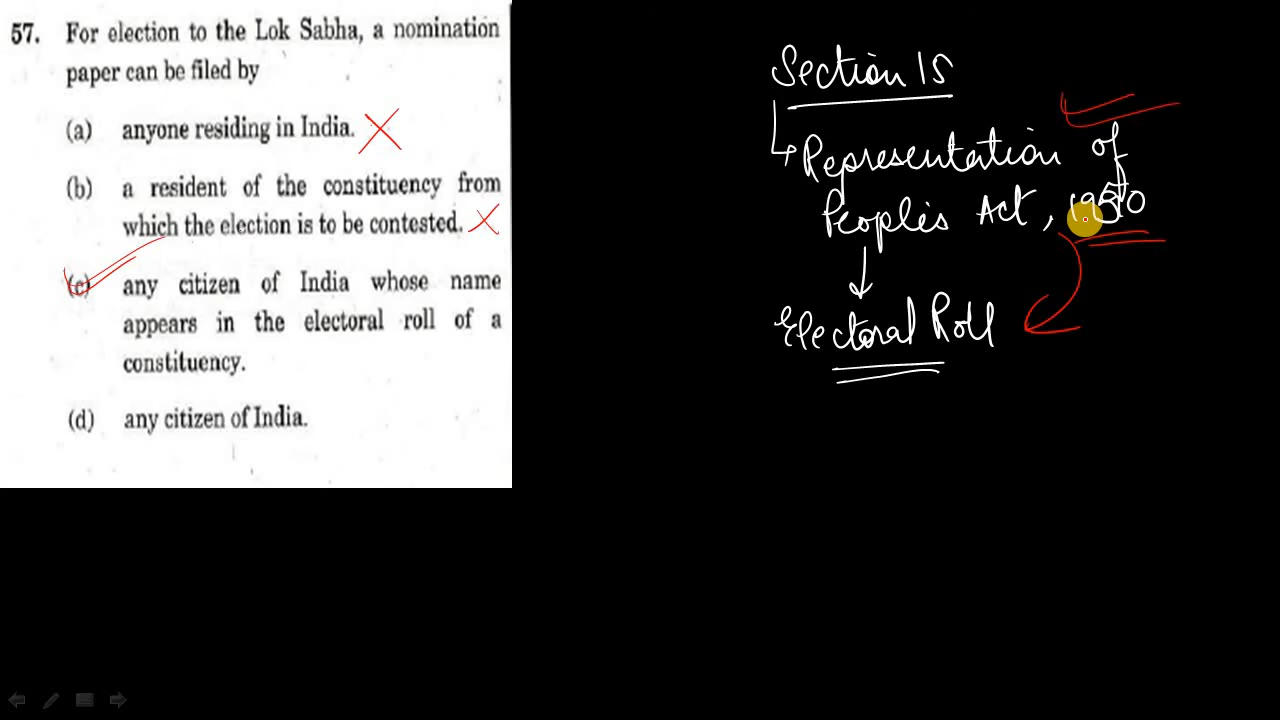 57. For election to the Lok Sabha, a nomination
paper can be filed by
(a) anyone residing in India.
(b) a resident of the constituency from
which the election is to be contested.
(c) any citizen of India whose name
appears in the electoral roll of a
constituency.
(d) any citizen of India.
Section 15
Representation of
People's Act, 1950
Electoral Roll